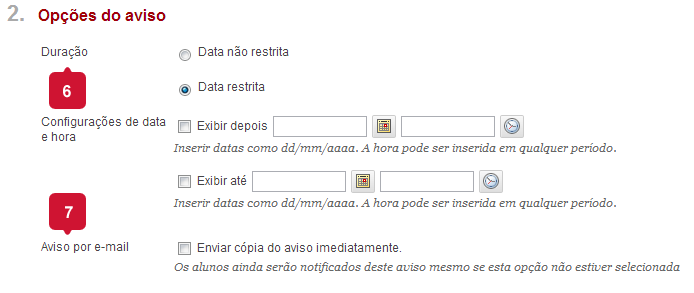 2. Opções do aviso
Duração
Data não restrita
6
Data restrita
Configurações de data
e hora
Exibir depois
Inserir datas como dd/mm/aaaa. A hora pode ser inserida em qualquer período.
Exibir até
Inserir datas como dd/mm/aaaa. A hora pode ser inserida em qualquer período.
7
Aviso por e-mail
Enviar cópia do aviso imediatamente.
Os alunos ainda serão notificados deste aviso mesmo se esta opção não estiver selecionada